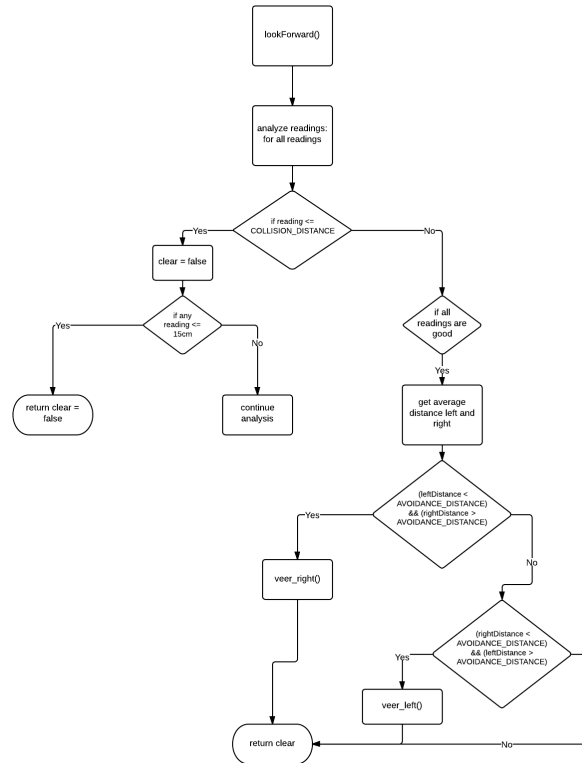 lookForward()
analyze readings:
for all readings
if reading <=
COLLISION_DISTANCE
Yes
No
clear = false
if any
reading <=
15cm
if all
readings are
good
Yes
No
Yes
return clear =
false
continue
analysis
get average
distance left and
right
(leftDistance <
AVOIDANCE_DISTANCE)
&& (rightDistance >
AVOIDANCE_DISTANCE)
Yes
No
veer_right()
(rightDistance <
AVOIDANCE_DISTANCE)
&& (leftDistance >
AVOIDANCE_DISTANCE)
Yes
veer_left()
return clear
No